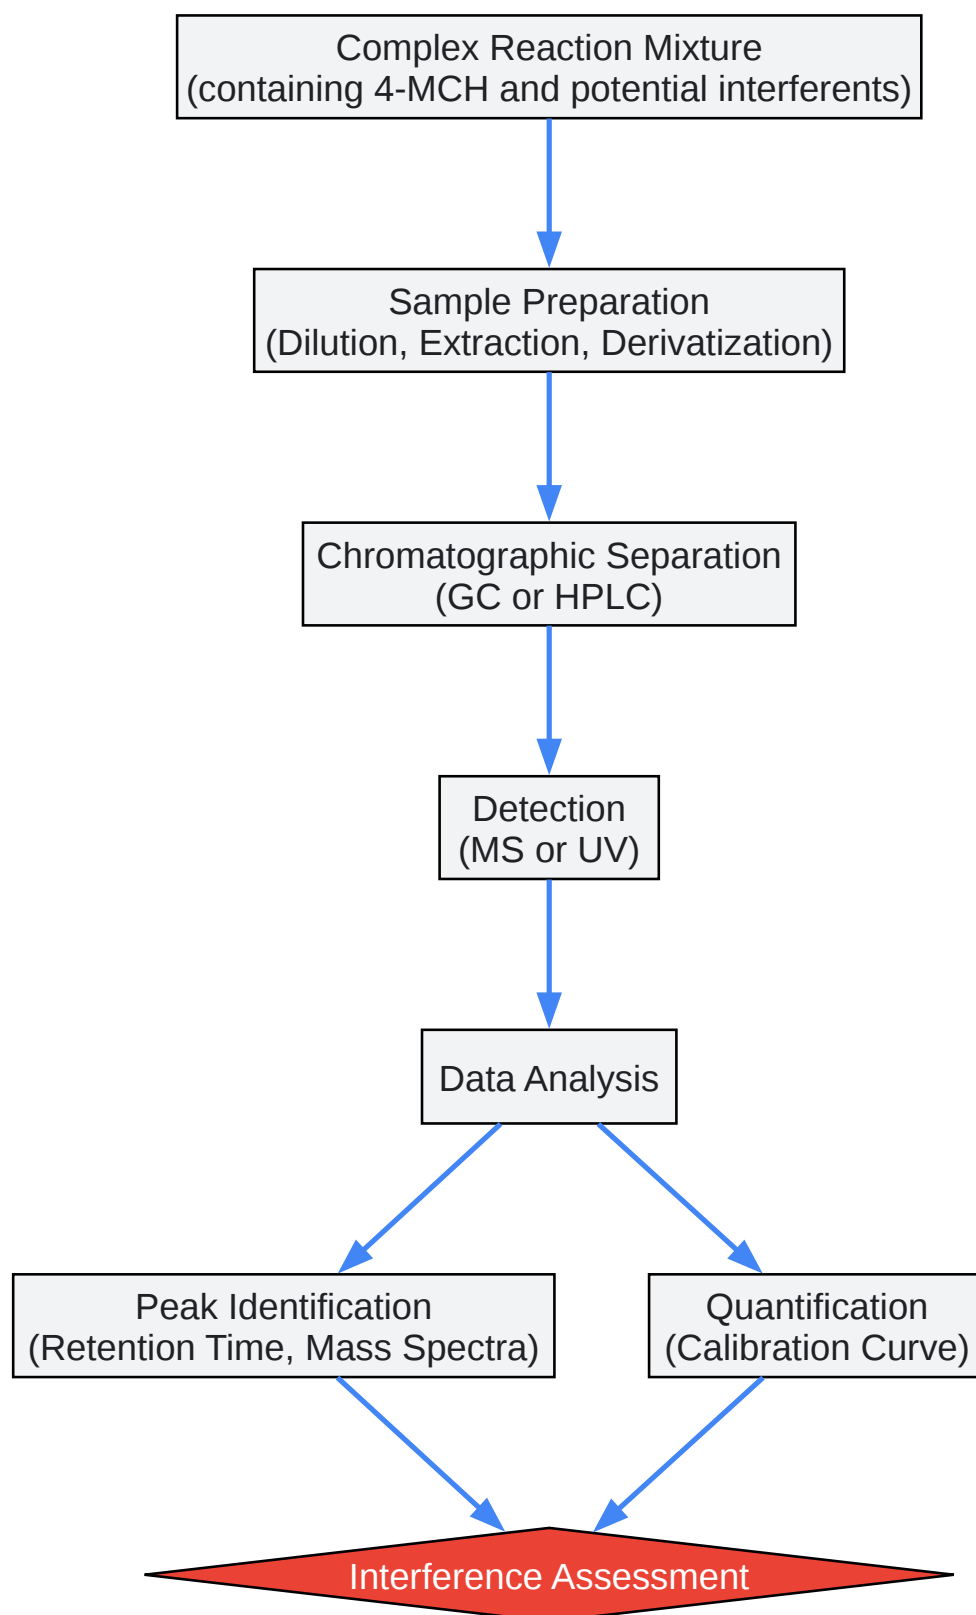 Complex Reaction Mixture
(containing 4-MCH and potential interferents)
Sample Preparation
(Dilution, Extraction, Derivatization)
Chromatographic Separation
(GC or HPLC)
Detection
(MS or UV)
Data Analysis
Peak Identification
(Retention Time, Mass Spectra)
Quantification
(Calibration Curve)
Interference Assessment